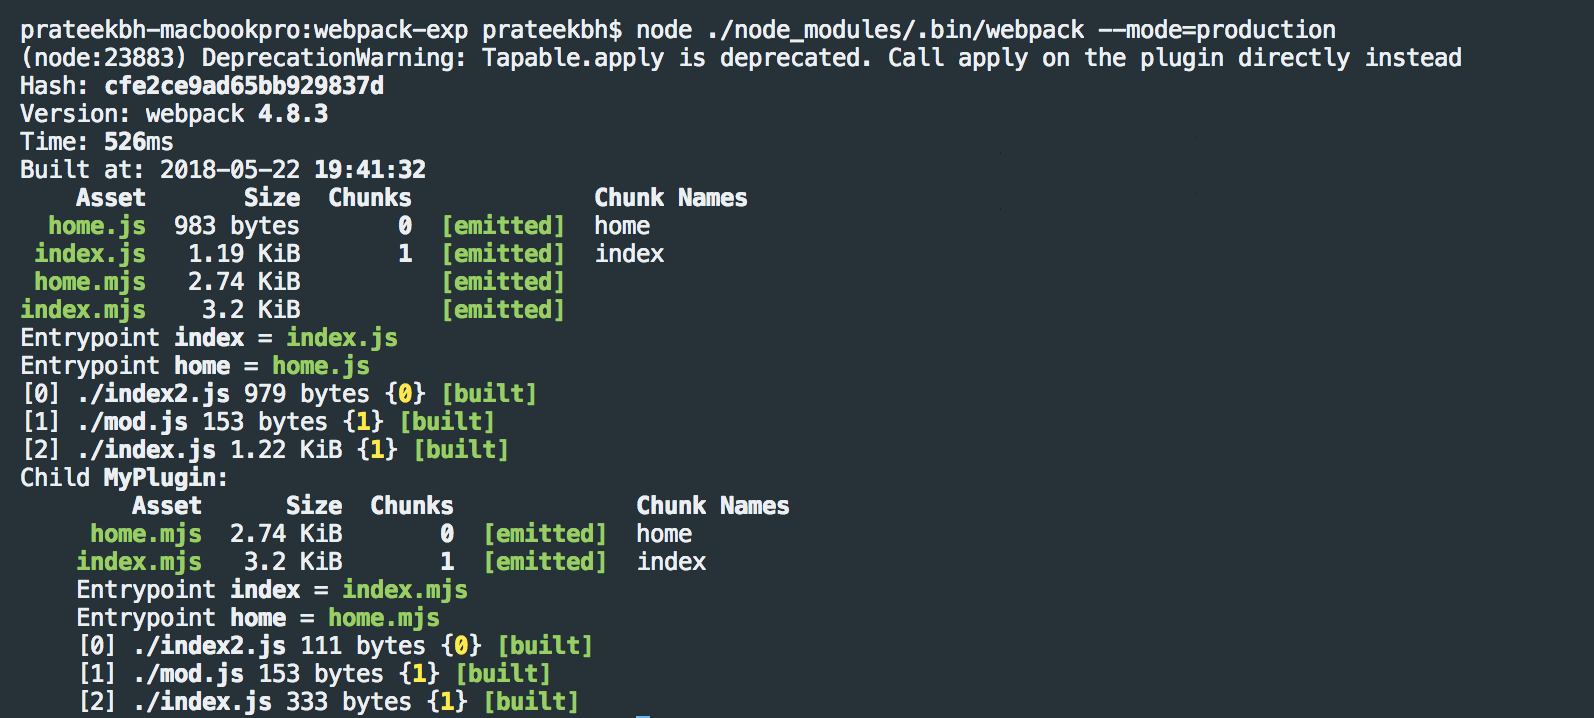 prateekbh-macbookpro:webpack-exp prateekbh$ node ./node_modules/.bin/webpack --mode=production
(node:23883) DeprecationWarning: Tapable.apply is deprecated. Call apply on the plugin directly instead
Hash: cfe2ce9ad65bb929837d
Version: webpack 4.8.3
Time: 526ms
Built at: 2018-05-22 19:41:32
    Asset       Size  Chunks             Chunk Names
  home.js  983 bytes       0  [emitted]  home
 index.js   1.19 KiB       1  [emitted]  index
 home.mjs   2.74 KiB          [emitted]
index.mjs    3.2 KiB          [emitted]
Entrypoint index = index.js
Entrypoint home = home.js
[0] ./index2.js 979 bytes {0} [built]
[1] ./mod.js 153 bytes {1} [built]
[2] ./index.js 1.22 KiB {1} [built]
Child MyPlugin:
        Asset      Size  Chunks             Chunk Names
     home.mjs  2.74 KiB       0  [emitted]  home
    index.mjs   3.2 KiB       1  [emitted]  index
    Entrypoint index = index.mjs
    Entrypoint home = home.mjs
    [0] ./index2.js 111 bytes {0} [built]
    [1] ./mod.js 153 bytes {1} [built]
    [2] ./index.js 333 bytes {1} [built]